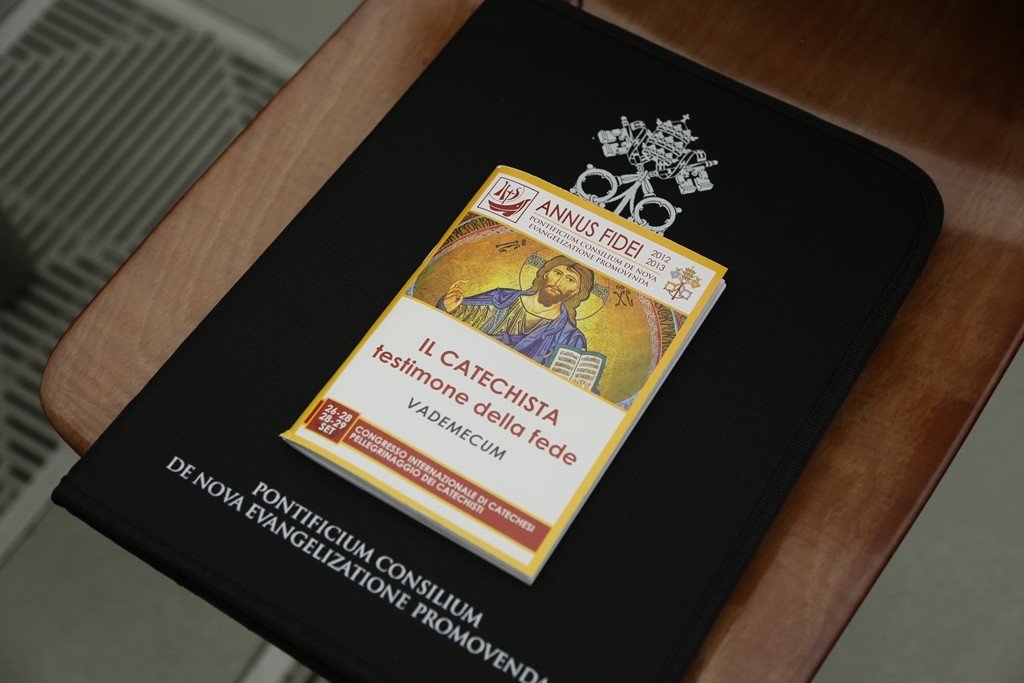 ANNUS FIDEI
2012
2013
PONTIFICIUM CONSILIUM DE NOVA
EVANGELIZATIONE PROMOVENDA
IL CATECHISTA
testimone della fede
VADEMECUM
26-28
28-29
SET
CONGRESSO INTERNAZIONALE DI CATECHESI
PELLEGRINAGGIO DEI CATECHISTI
PONTIFICIUM CONSILIUM
DE NOVA EVANGELIZATIONE PROMOVENDA